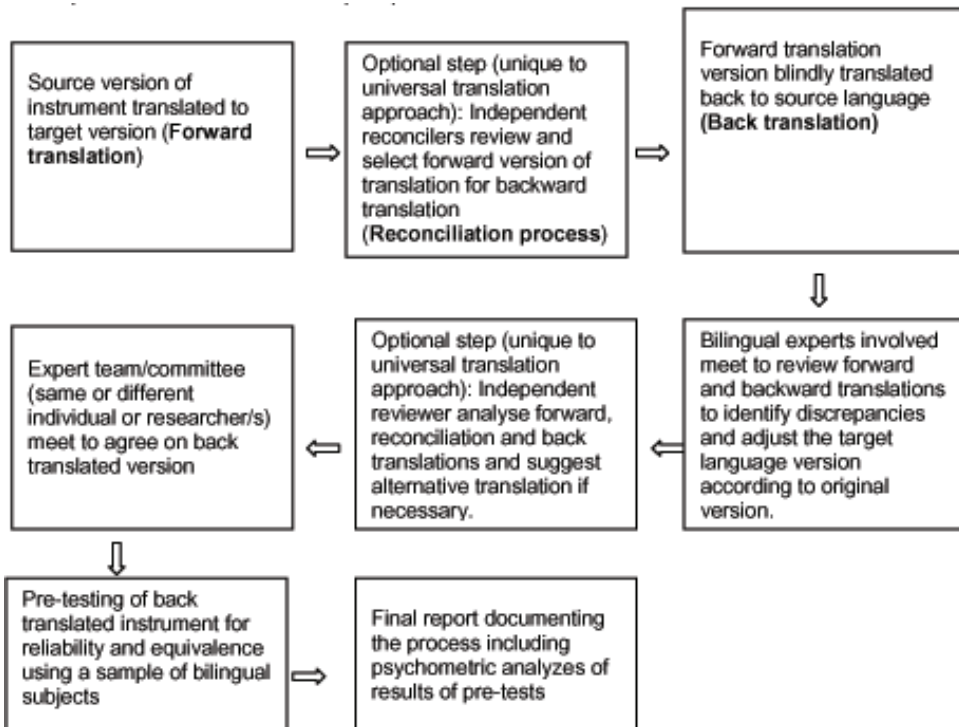 Source version of
instrument translated to
target version (Forward
translation)
Optional step (unique to
universal translation
approach): Independent
reconcilers review and
select forward version of
translation for backward
translation
(Reconciliation process)
Forward translation
version blindly translated
back to source language
(Back translation)
Bilingual experts involved
meet to review forward
and backward translations
to identify discrepancies
and adjust the target
language version
according to original
version.
Optional step (unique to
universal translation
approach): Independent
reviewer analyse forward,
reconciliation and back
translations and suggest
alternative translation if
necessary.
Expert team/committee
(same or different
individual or researcher/s)
meet to agree on back
translated version
Pre-testing of back
translated instrument for
reliability and equivalence
using a sample of bilingual
subjects
Final report documenting
the process including
psychometric analyzes of
results of pre-tests